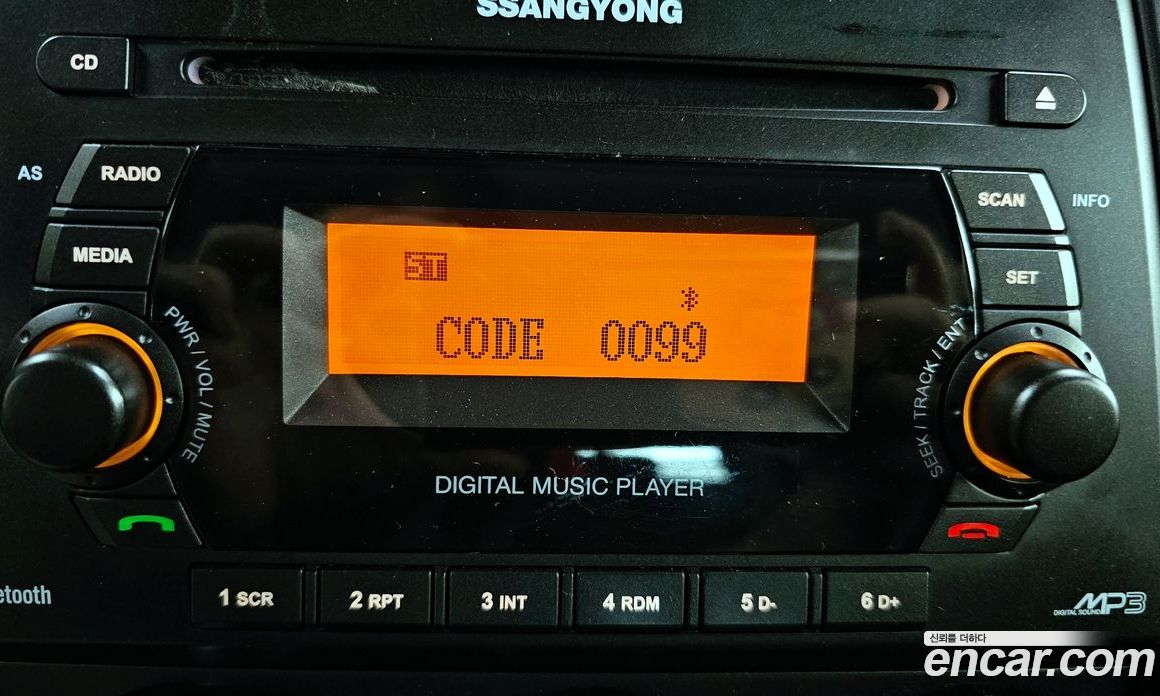 SSANGYONG
CD
AS
RADIO
SCAN
INFO
MEDIA
SET
ST
CODE 0099
PWR / VOL / MUTE
SEEK / TRACK / ENT
DIGITAL MUSIC PLAYER
etooth
1 SCR
2 RPT
3 INT
4 RDM
5 D-
6 D+
MP3
DIGITAL SOUND
신뢰를 더하다
encar.com